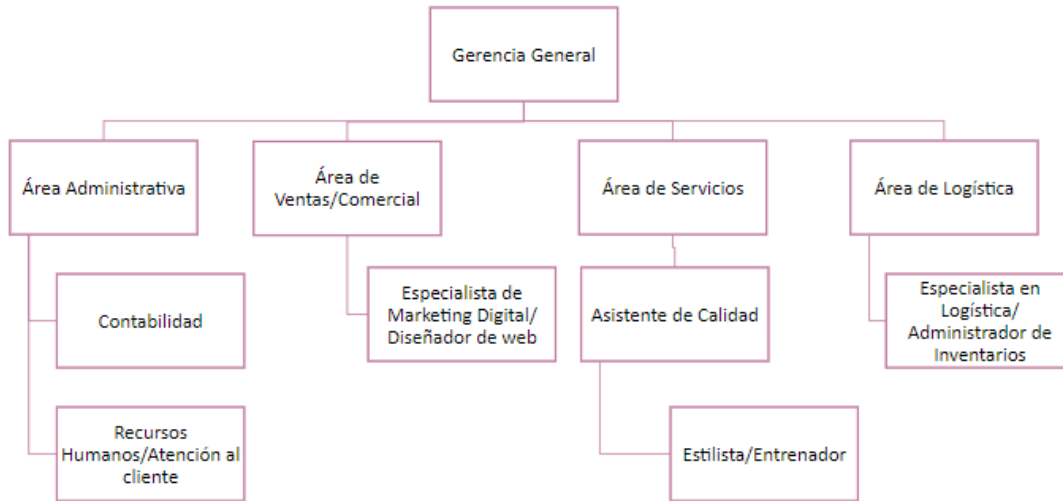 Gerencia General
Área Administrativa
Área de
Ventas/Comercial
Área de Servicios
Área de Logística
Contabilidad
Especialista de
Marketing Digital/
Diseñador de web
Asistente de Calidad
Especialista en
Logística/
Administrador de
Inventarios
Recursos
Humanos/Atención al
cliente
Estilista/Entrenador